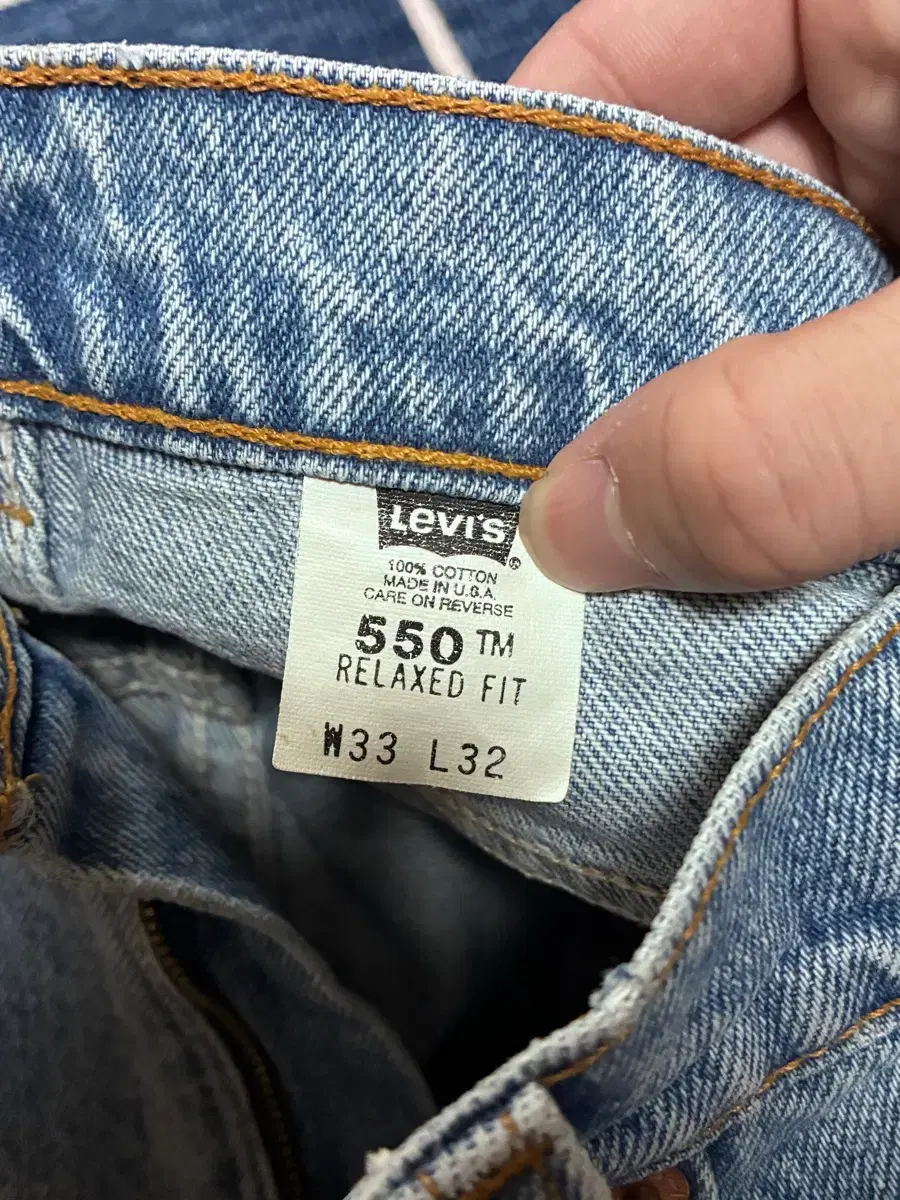 Levi's
100% COTTON
MADE IN U.S.A.
CARE ON REVERSE
550 ™
RELAXED FIT
W33 L32